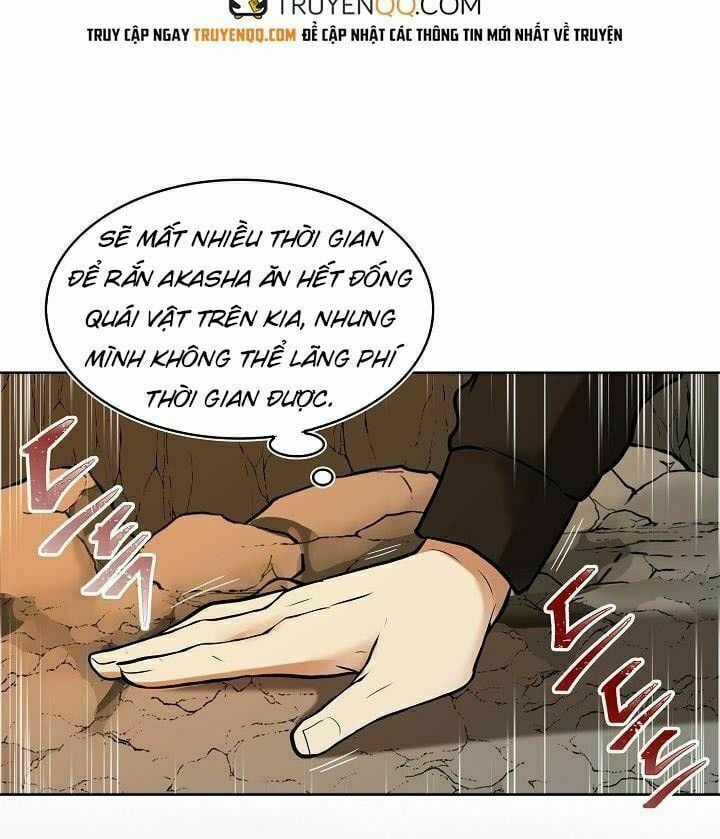 TRUYENQQ.COM
TRUY CẬP NGAY TRUYENQQ.COM ĐỂ CẬP NHẬT CÁC THÔNG TIN MỚI NHẤT VỀ TRUYỆN
SẼ MẤT NHIỀU THỜI GIAN
ĐỂ RẮN AKASHA ĂN HẾT ĐỐNG
QUÁI VẬT TRÊN KIA, NHƯNG
MÌNH KHÔNG THỂ LÃNG PHÍ
THỜI GIAN ĐƯỢC.